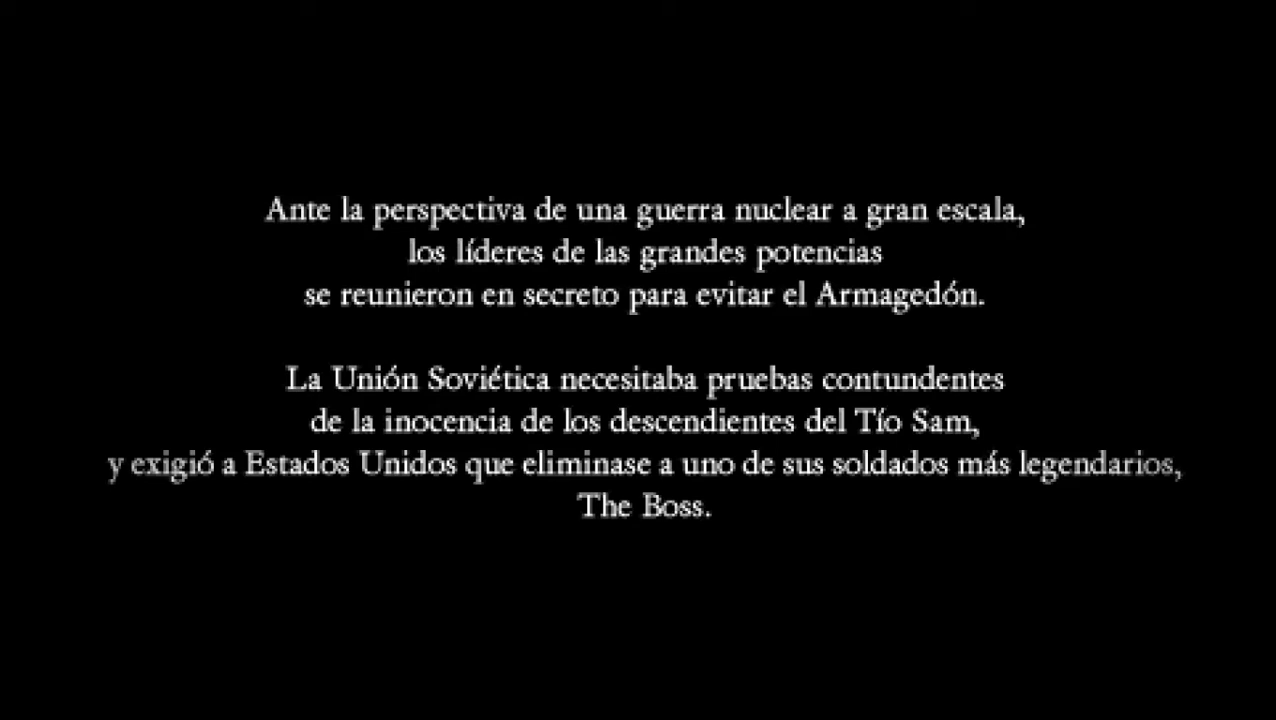 Ante la perspectiva de una guerra nuclear a gran escala,
los líderes de las grandes potencias
se reunieron en secreto para evitar el Armagedón.
La Unión Soviética necesitaba pruebas contundentes
de la inocencia de los descendientes del Tío Sam,
y exigió a Estados Unidos que eliminase a uno de sus soldados más legendarios,
The Boss.